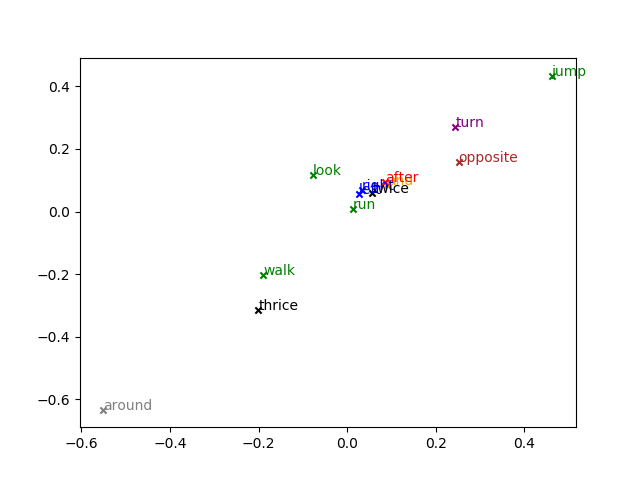 jump
turn
opposite
look
after
right
twice
run
walk
thrice
around
0.4
0.2
0.0
−0.2
−0.4
−0.6
−0.6 −0.4 −0.2 0.0 0.2 0.4